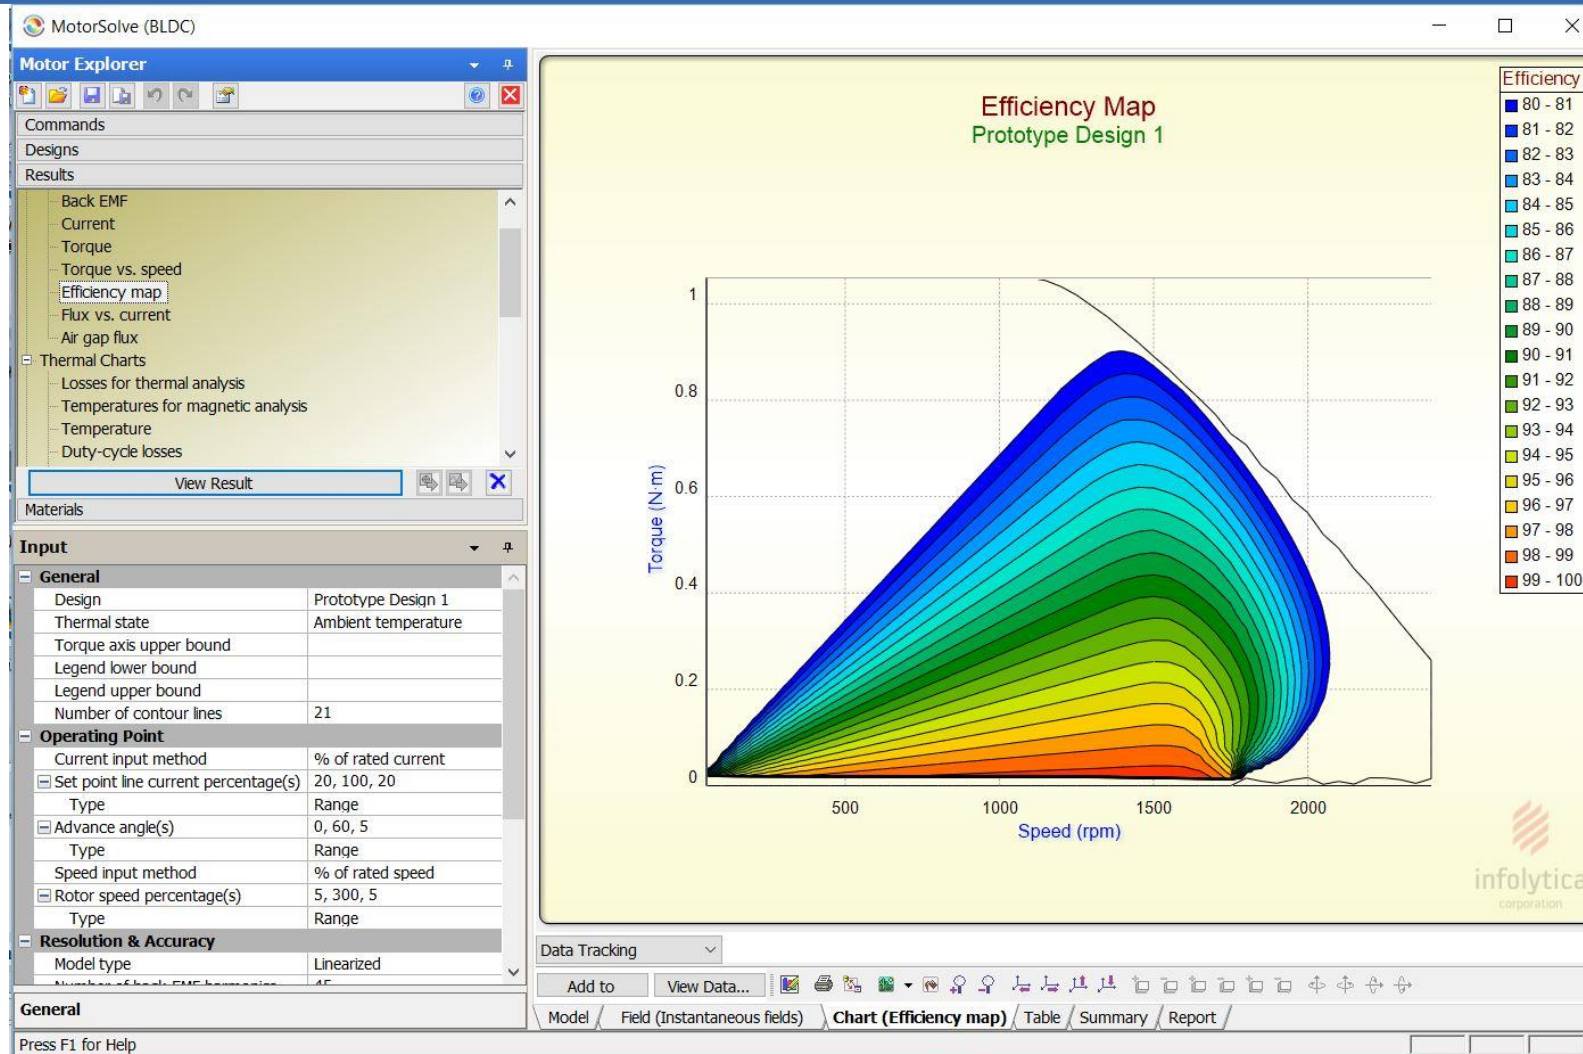 MotorSolve (BLDC)
Motor Explorer
Commands
Designs
Results
Back EMF
Current
Torque
Torque vs. speed
Efficiency map
Flux vs. current
Air gap flux
Thermal Charts
Losses for thermal analysis
Temperatures for magnetic analysis
Temperature
Duty-cycle losses
View Result
Materials
Input
General
Design Prototype Design 1
Thermal state Ambient temperature
Torque axis upper bound
Legend lower bound
Legend upper bound
Number of contour lines 21
Operating Point
Current input method % of rated current
Set point line current percentage(s) 20, 100, 20
Type Range
Advance angle(s) 0, 60, 5
Type Range
Speed input method % of rated speed
Rotor speed percentage(s) 5, 300, 5
Type Range
Resolution & Accuracy
Model type Linearized
Number of back EMF harmonics 45
General
Press F1 for Help
Efficiency Map
Prototype Design 1
Torque (N·m)
1
0.8
0.6
0.4
0.2
0
500 1000 1500 2000
Speed (rpm)
Efficiency
80 - 81
81 - 82
82 - 83
83 - 84
84 - 85
85 - 86
86 - 87
87 - 88
88 - 89
89 - 90
90 - 91
91 - 92
92 - 93
93 - 94
94 - 95
95 - 96
96 - 97
97 - 98
98 - 99
99 - 100
infolytica
corporation
Data Tracking
Add to View Data...
Model Field (Instantaneous fields) Chart (Efficiency map) Table Summary Report